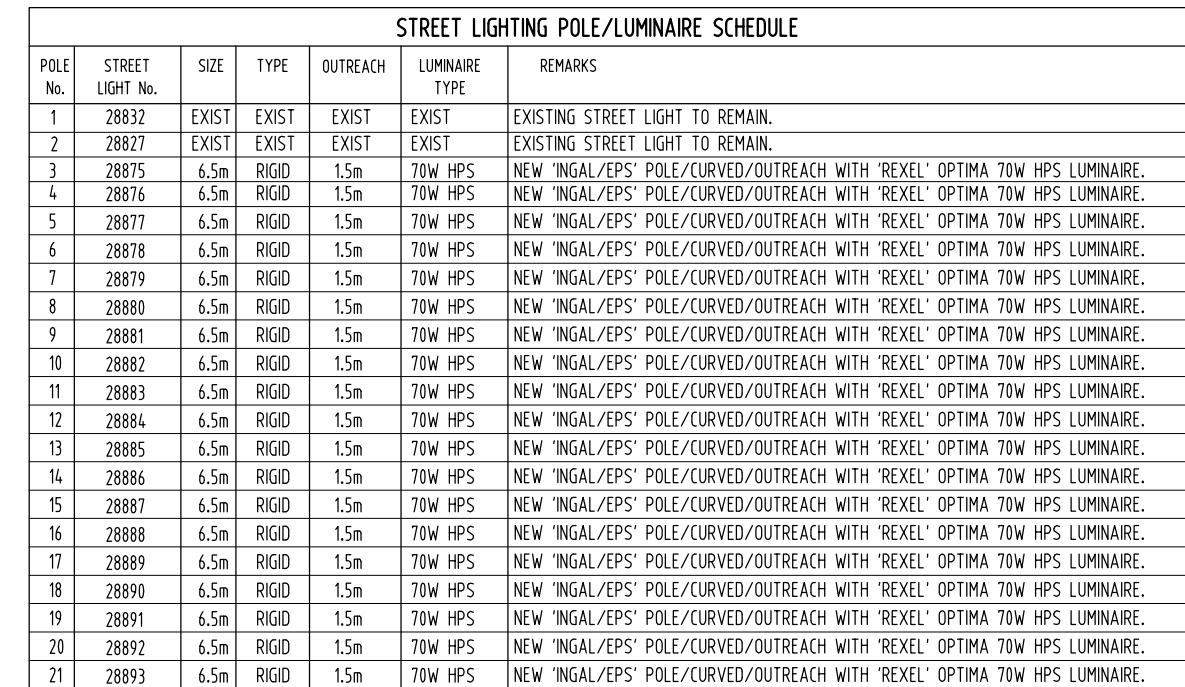 STREET LIGHTING POLE/LUMINAIRE SCHEDULE
POLE No. STREET LIGHT No. SIZE TYPE OUTREACH LUMINAIRE TYPE REMARKS
1 28832 EXIST EXIST EXIST EXIST EXISTING STREET LIGHT TO REMAIN.
2 28827 EXIST EXIST EXIST EXIST EXISTING STREET LIGHT TO REMAIN.
3 28875 6.5m RIGID 1.5m 70W HPS NEW 'INGAL/EPS' POLE/CURVED/OUTREACH WITH 'REXEL' OPTIMA 70W HPS LUMINAIRE.
4 28876 6.5m RIGID 1.5m 70W HPS NEW 'INGAL/EPS' POLE/CURVED/OUTREACH WITH 'REXEL' OPTIMA 70W HPS LUMINAIRE.
5 28877 6.5m RIGID 1.5m 70W HPS NEW 'INGAL/EPS' POLE/CURVED/OUTREACH WITH 'REXEL' OPTIMA 70W HPS LUMINAIRE.
6 28878 6.5m RIGID 1.5m 70W HPS NEW 'INGAL/EPS' POLE/CURVED/OUTREACH WITH 'REXEL' OPTIMA 70W HPS LUMINAIRE.
7 28879 6.5m RIGID 1.5m 70W HPS NEW 'INGAL/EPS' POLE/CURVED/OUTREACH WITH 'REXEL' OPTIMA 70W HPS LUMINAIRE.
8 28880 6.5m RIGID 1.5m 70W HPS NEW 'INGAL/EPS' POLE/CURVED/OUTREACH WITH 'REXEL' OPTIMA 70W HPS LUMINAIRE.
9 28881 6.5m RIGID 1.5m 70W HPS NEW 'INGAL/EPS' POLE/CURVED/OUTREACH WITH 'REXEL' OPTIMA 70W HPS LUMINAIRE.
10 28882 6.5m RIGID 1.5m 70W HPS NEW 'INGAL/EPS' POLE/CURVED/OUTREACH WITH 'REXEL' OPTIMA 70W HPS LUMINAIRE.
11 28883 6.5m RIGID 1.5m 70W HPS NEW 'INGAL/EPS' POLE/CURVED/OUTREACH WITH 'REXEL' OPTIMA 70W HPS LUMINAIRE.
12 28884 6.5m RIGID 1.5m 70W HPS NEW 'INGAL/EPS' POLE/CURVED/OUTREACH WITH 'REXEL' OPTIMA 70W HPS LUMINAIRE.
13 28885 6.5m RIGID 1.5m 70W HPS NEW 'INGAL/EPS' POLE/CURVED/OUTREACH WITH 'REXEL' OPTIMA 70W HPS LUMINAIRE.
14 28886 6.5m RIGID 1.5m 70W HPS NEW 'INGAL/EPS' POLE/CURVED/OUTREACH WITH 'REXEL' OPTIMA 70W HPS LUMINAIRE.
15 28887 6.5m RIGID 1.5m 70W HPS NEW 'INGAL/EPS' POLE/CURVED/OUTREACH WITH 'REXEL' OPTIMA 70W HPS LUMINAIRE.
16 28888 6.5m RIGID 1.5m 70W HPS NEW 'INGAL/EPS' POLE/CURVED/OUTREACH WITH 'REXEL' OPTIMA 70W HPS LUMINAIRE.
17 28889 6.5m RIGID 1.5m 70W HPS NEW 'INGAL/EPS' POLE/CURVED/OUTREACH WITH 'REXEL' OPTIMA 70W HPS LUMINAIRE.
18 28890 6.5m RIGID 1.5m 70W HPS NEW 'INGAL/EPS' POLE/CURVED/OUTREACH WITH 'REXEL' OPTIMA 70W HPS LUMINAIRE.
19 28891 6.5m RIGID 1.5m 70W HPS NEW 'INGAL/EPS' POLE/CURVED/OUTREACH WITH 'REXEL' OPTIMA 70W HPS LUMINAIRE.
20 28892 6.5m RIGID 1.5m 70W HPS NEW 'INGAL/EPS' POLE/CURVED/OUTREACH WITH 'REXEL' OPTIMA 70W HPS LUMINAIRE.
21 28893 6.5m RIGID 1.5m 70W HPS NEW 'INGAL/EPS' POLE/CURVED/OUTREACH WITH 'REXEL' OPTIMA 70W HPS LUMINAIRE.